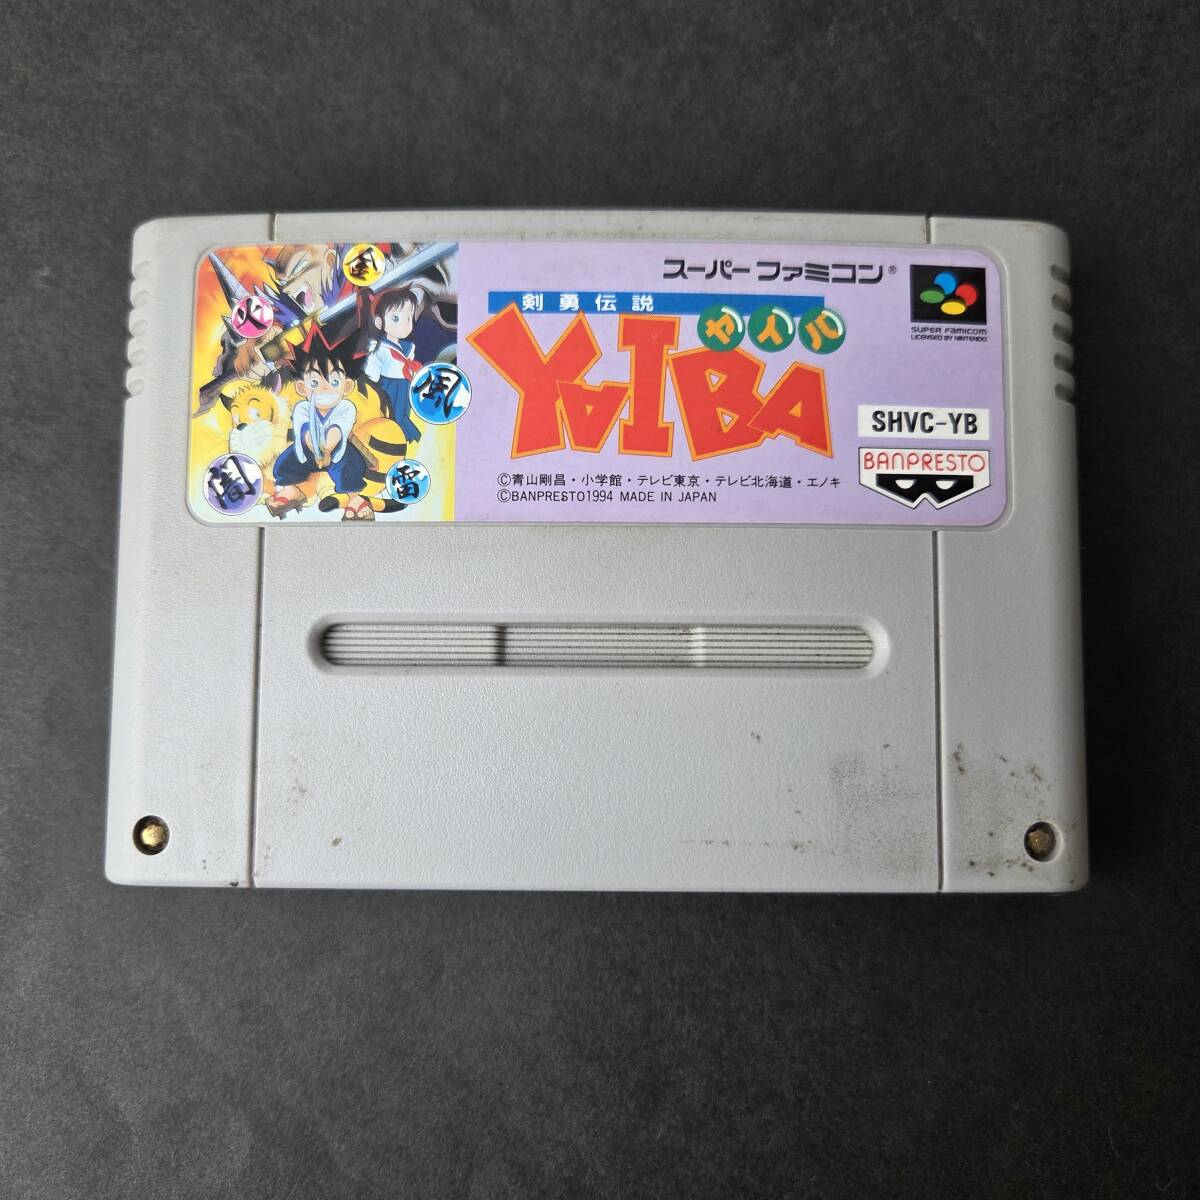 スーパーファミコン®
剣勇伝説
ヤイバ
YAIBA
SUPER FAMICOM
LICENSED BY NINTENDO
SHVC-YB
BANPRESTO
©青山剛昌・小学館・テレビ東京・テレビ北海道・エノキ
©BANPRESTO1994 MADE IN JAPAN
金
火
風
闇
雷